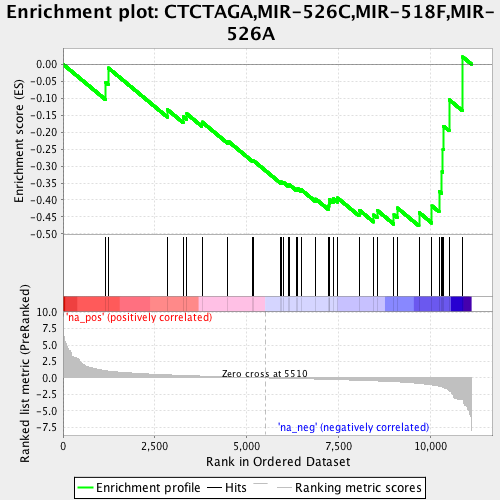 Enrichment plot: CTCTAGA,MIR-526C,MIR-518F,MIR-
526A
Enrichment score (ES)
0.00
-0.05
-0.10
-0.15
-0.20
-0.25
-0.30
-0.35
-0.40
-0.45
-0.50
Ranked list metric (PreRanked)
10.0
7.5
5.0
2.5
0.0
-2.5
-5.0
-7.5
'na_pos' (positively correlated)
Zero cross at 5510
'na_neg' (negatively correlated)
0
2,500
5,000
7,500
10,000
Rank in Ordered Dataset
Enrichment profile
Hits
Ranking metric scores